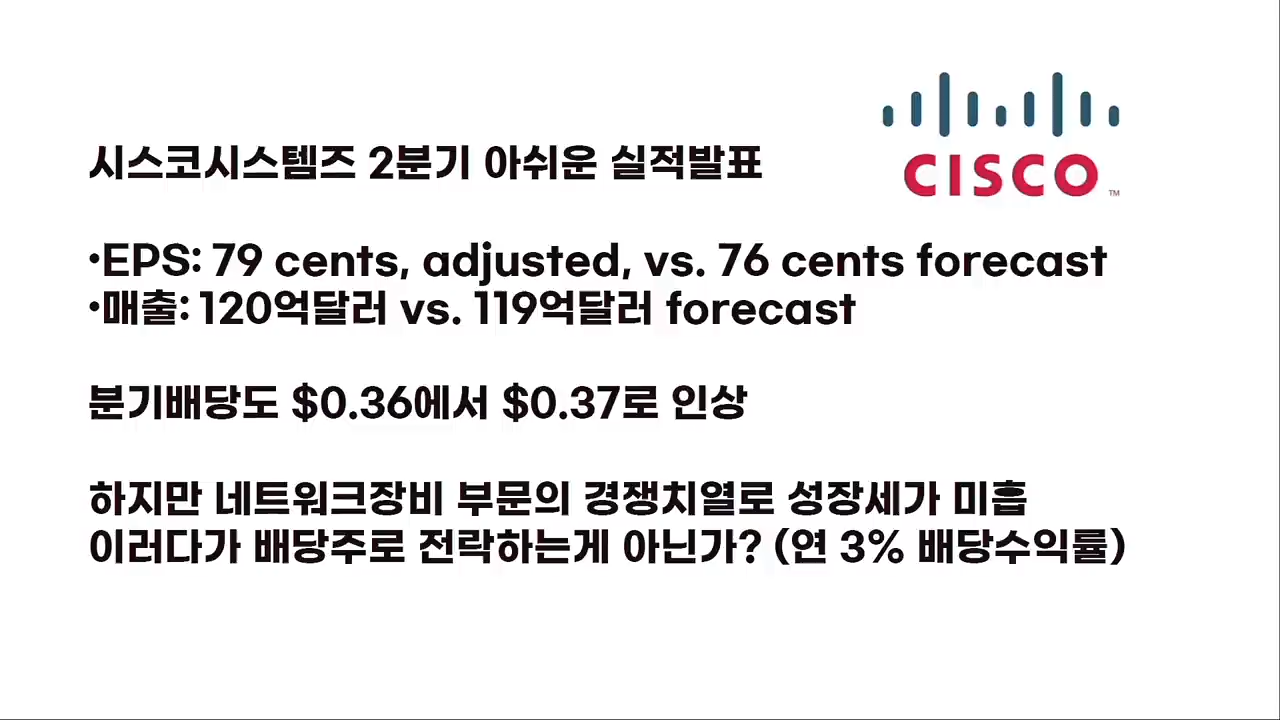 CISCO™
시스코시스템즈 2분기 아쉬운 실적발표
•EPS: 79 cents, adjusted, vs. 76 cents forecast
•매출: 120억달러 vs. 119억달러 forecast
분기배당도 $0.36에서 $0.37로 인상
하지만 네트워크장비 부문의 경쟁치열로 성장세가 미흡
이러다가 배당주로 전락하는게 아닌가? (연 3% 배당수익률)